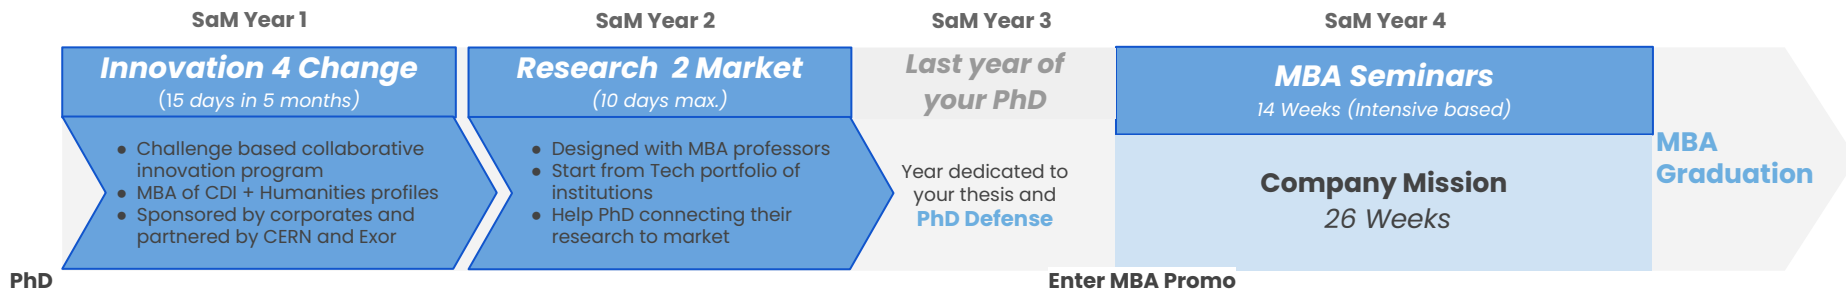 SaM Year 1
SaM Year 2
SaM Year 3
SaM Year 4
Innovation 4 Change
(15 days in 5 months)
Research 2 Market
(10 days max.)
Last year of
your PhD
MBA Seminars
14 Weeks (Intensive based)
● Challenge based collaborative
innovation program
● MBA of CDI + Humanities profiles
● Sponsored by corporates and
partnered by CERN and Exor
● Designed with MBA professors
● Start from Tech portfolio of
institutions
● Help PhD connecting their
research to market
Year dedicated to
your thesis and
PhD Defense
Company Mission
26 Weeks
MBA
Graduation
PhD
Enter MBA Promo